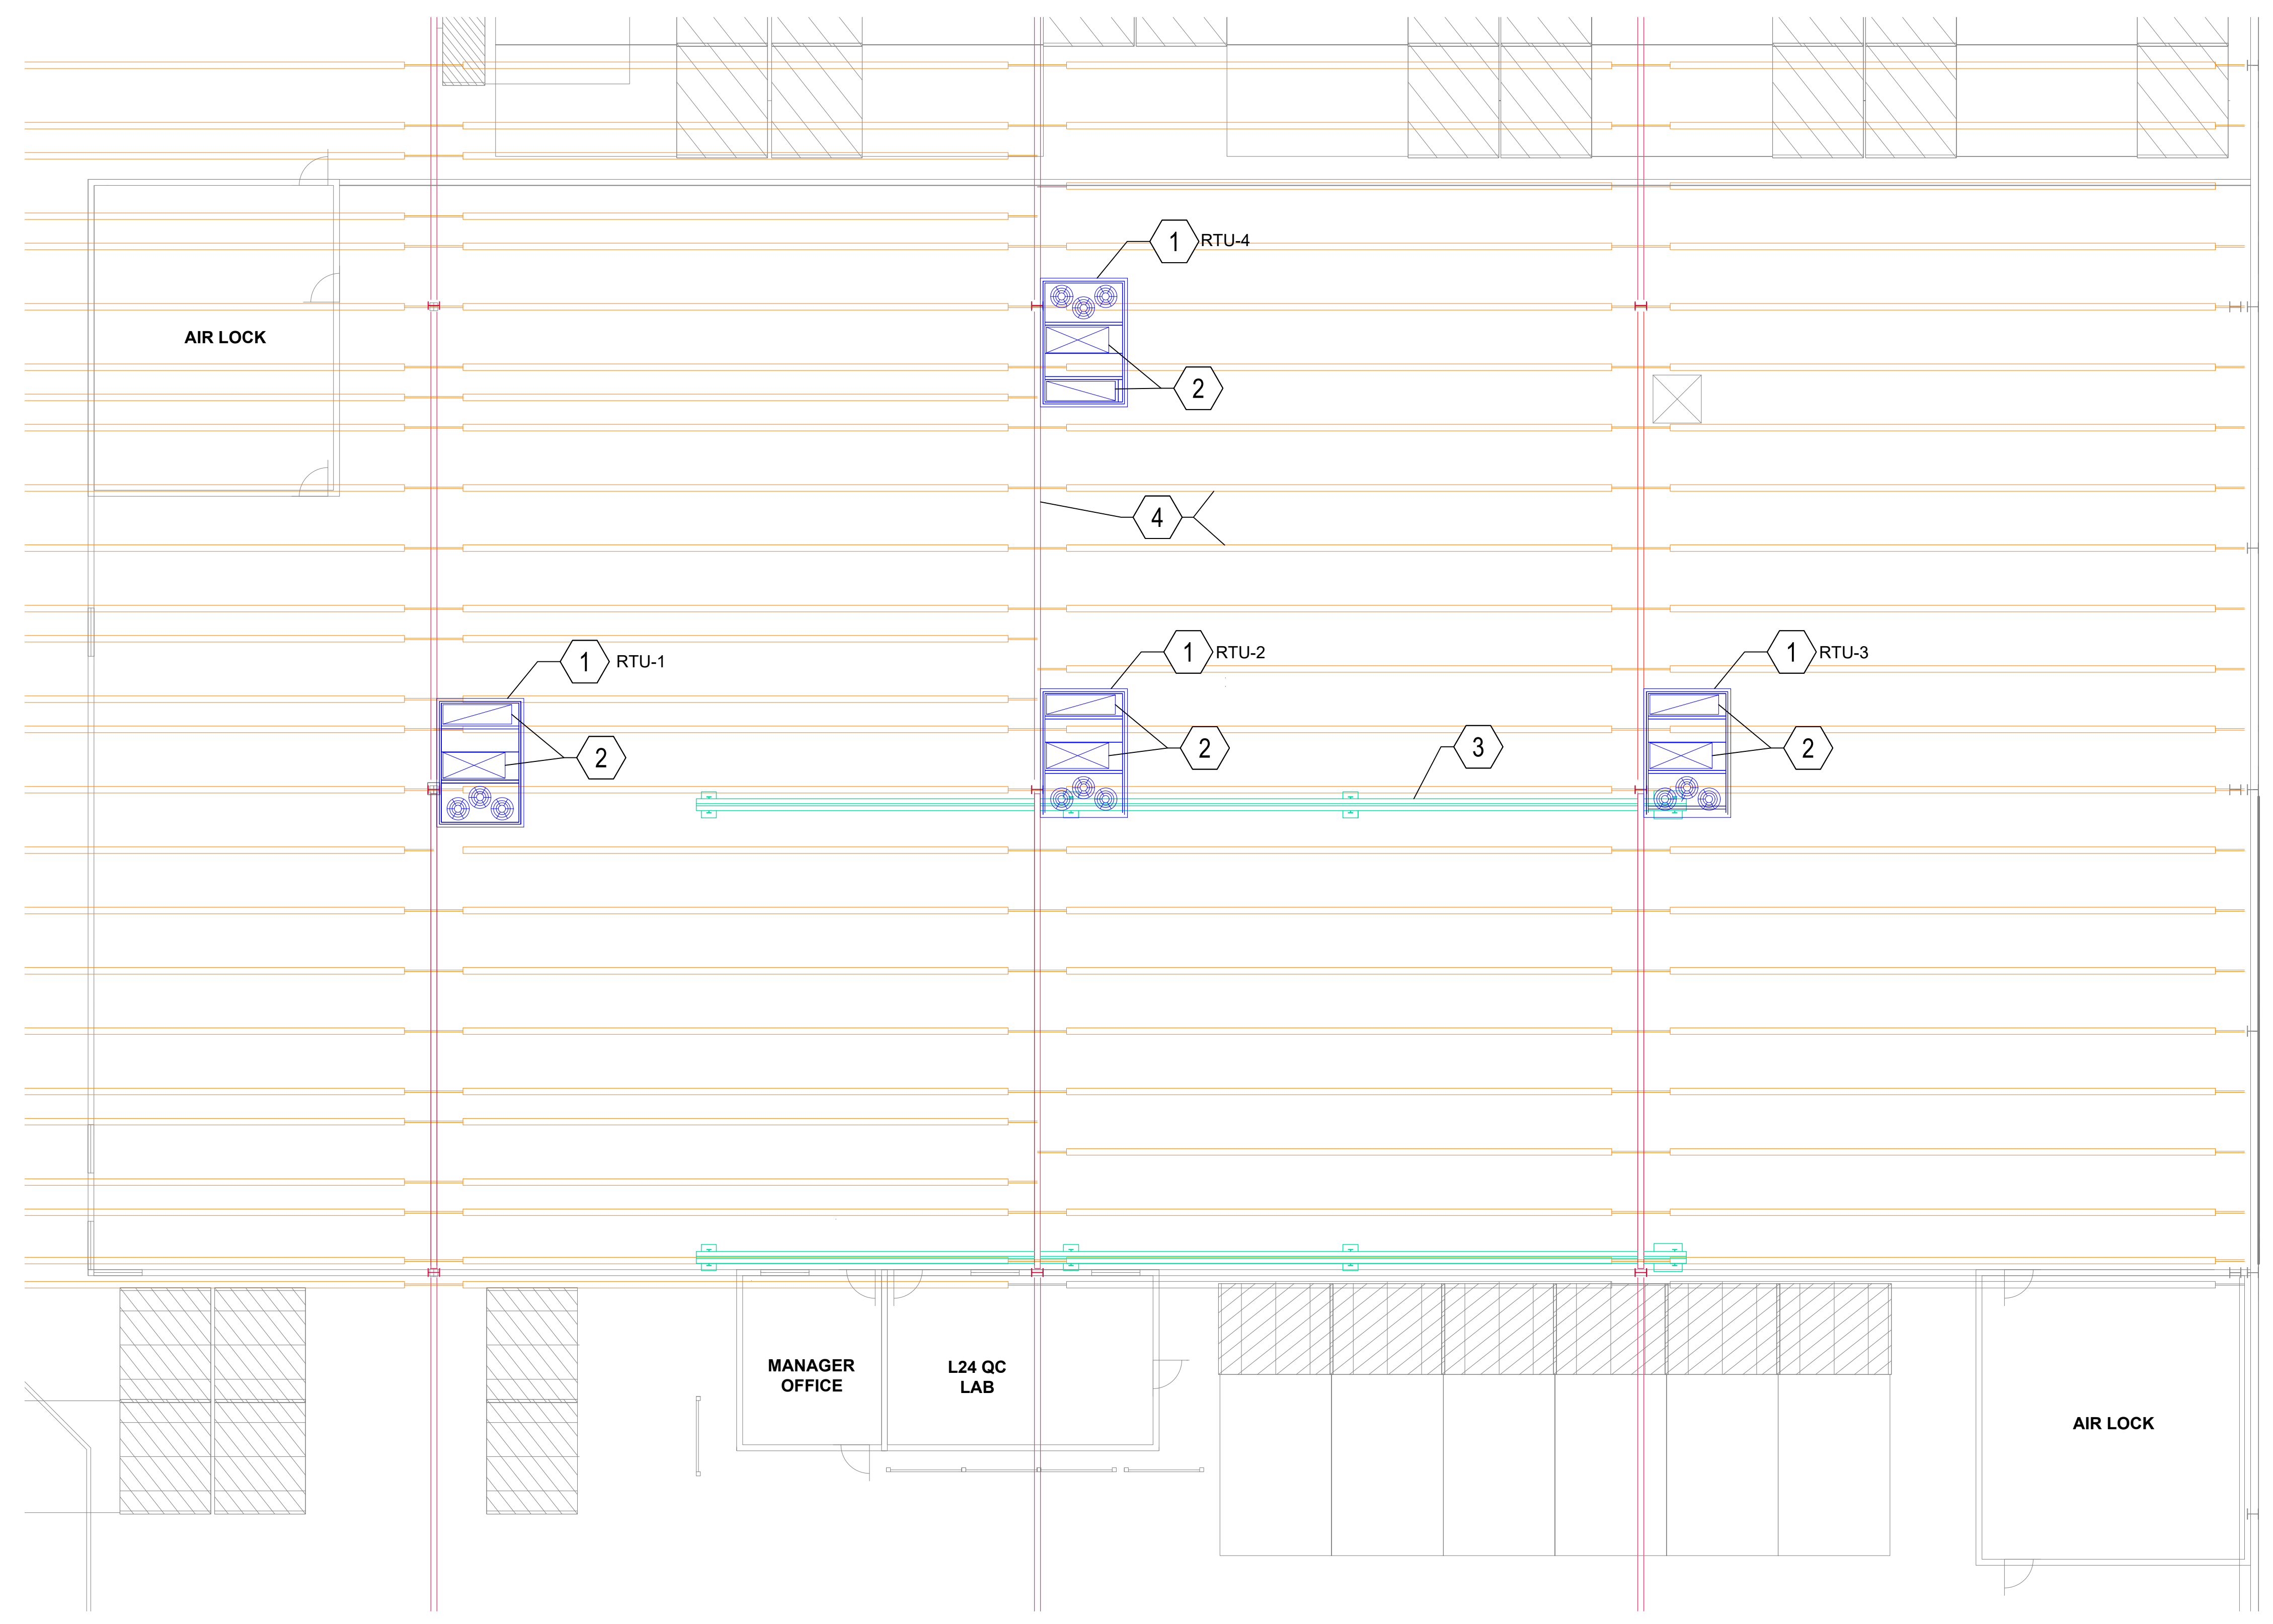 1 RTU-4
AIR LOCK
2
4
1 RTU-1
1 RTU-2
1 RTU-3
2
2
3
2
MANAGER
OFFICE
L24 QC
LAB
AIR LOCK